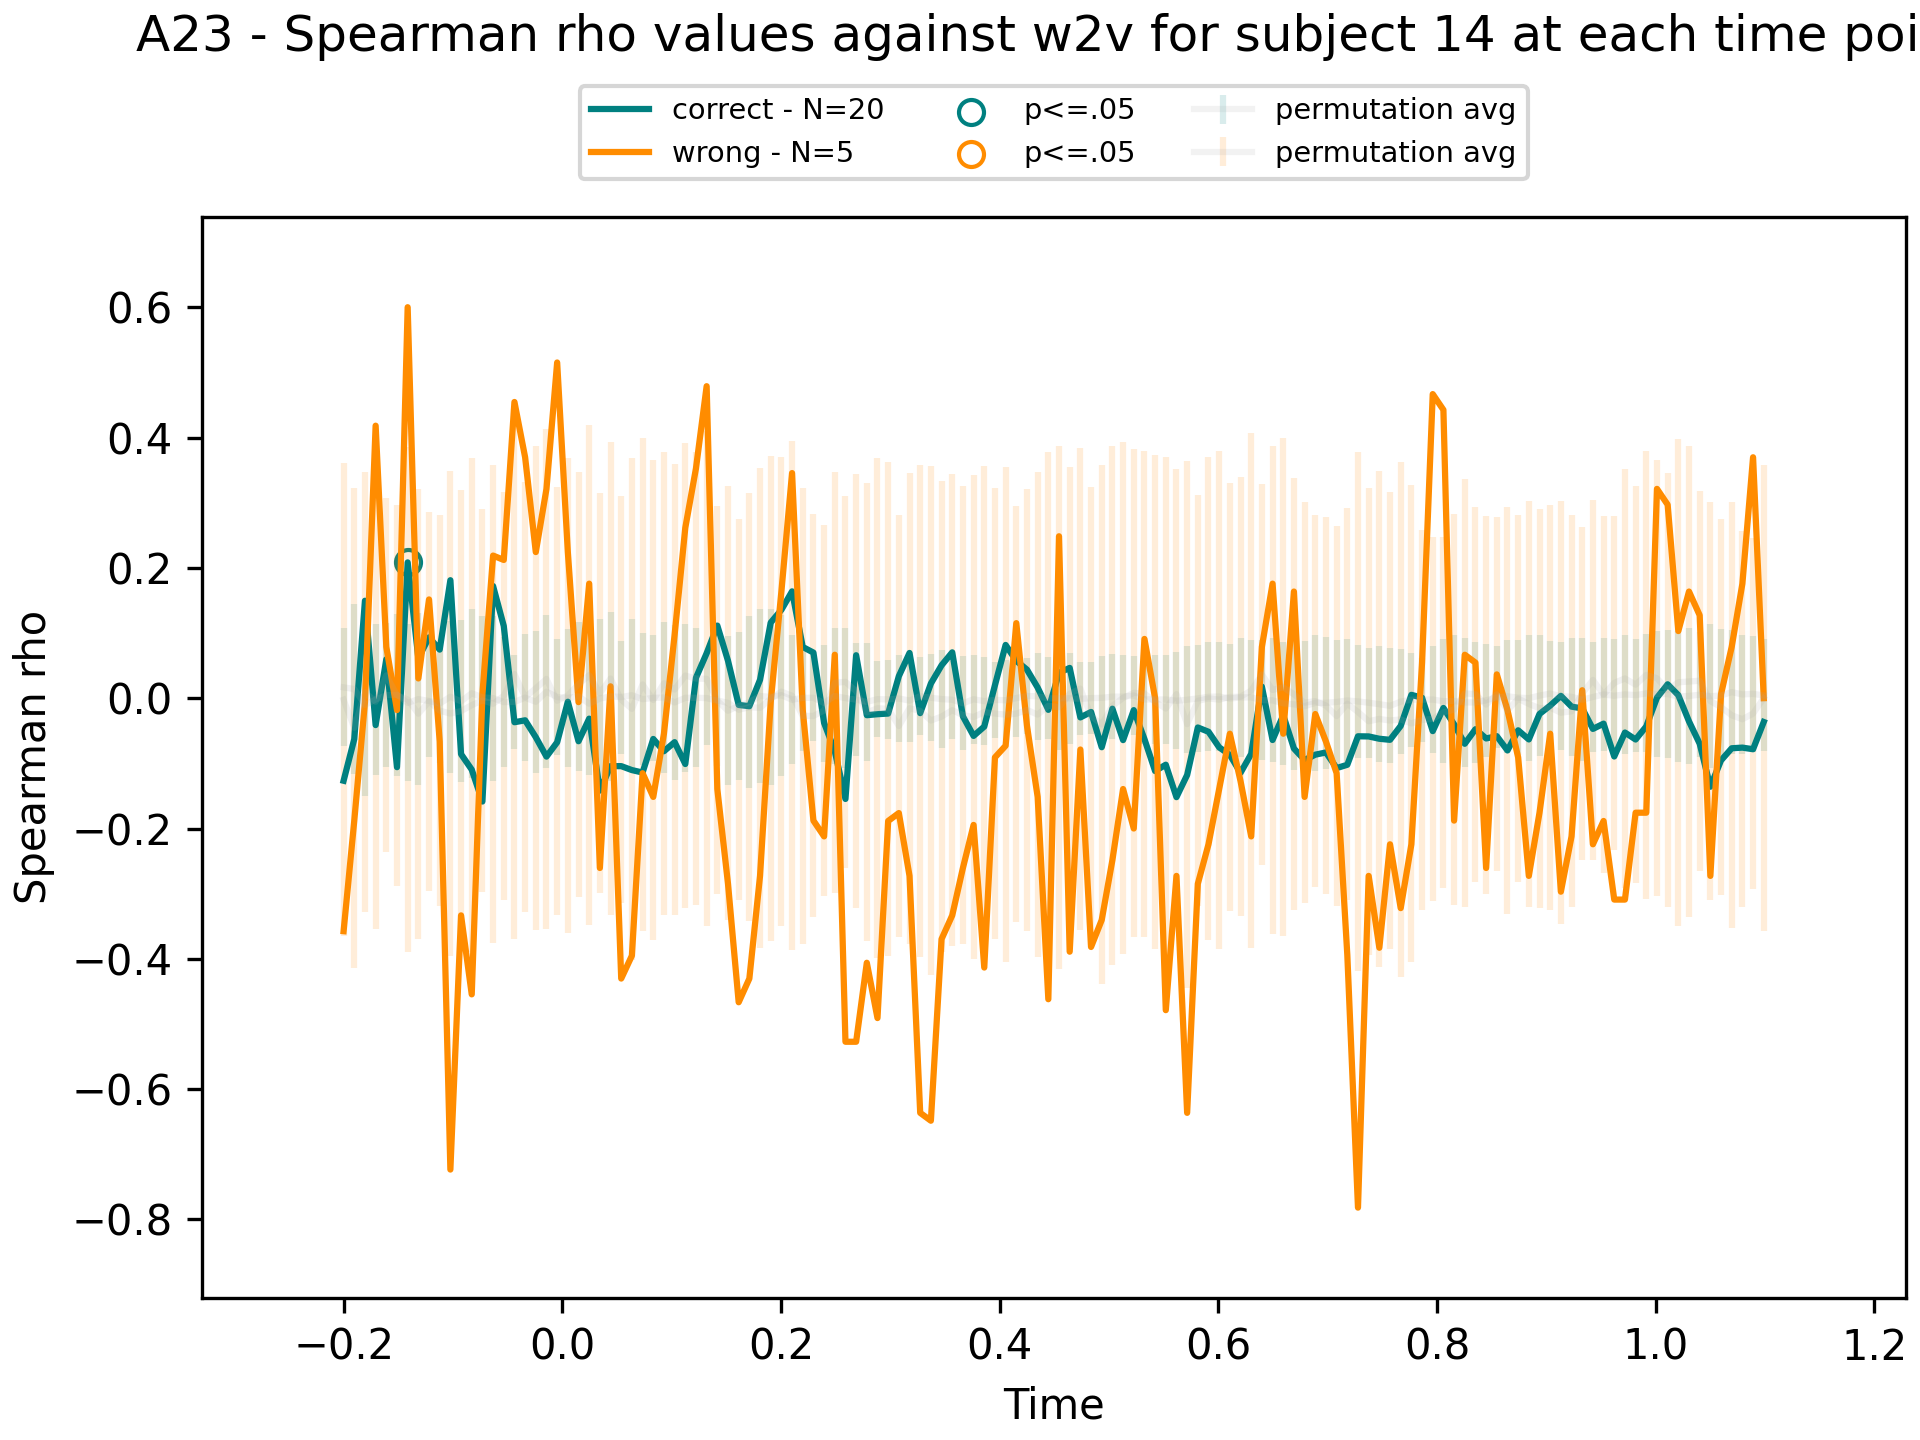 A23 - Spearman rho values against w2v for subject 14 at each time poi
correct - N=20 p<=.05 permutation avg
wrong - N=5 p<=.05 permutation avg
0.6
0.4
0.2
0.0
−0.2
−0.4
−0.6
−0.8
Spearman rho
−0.2 0.0 0.2 0.4 0.6 0.8 1.0 1.2
Time